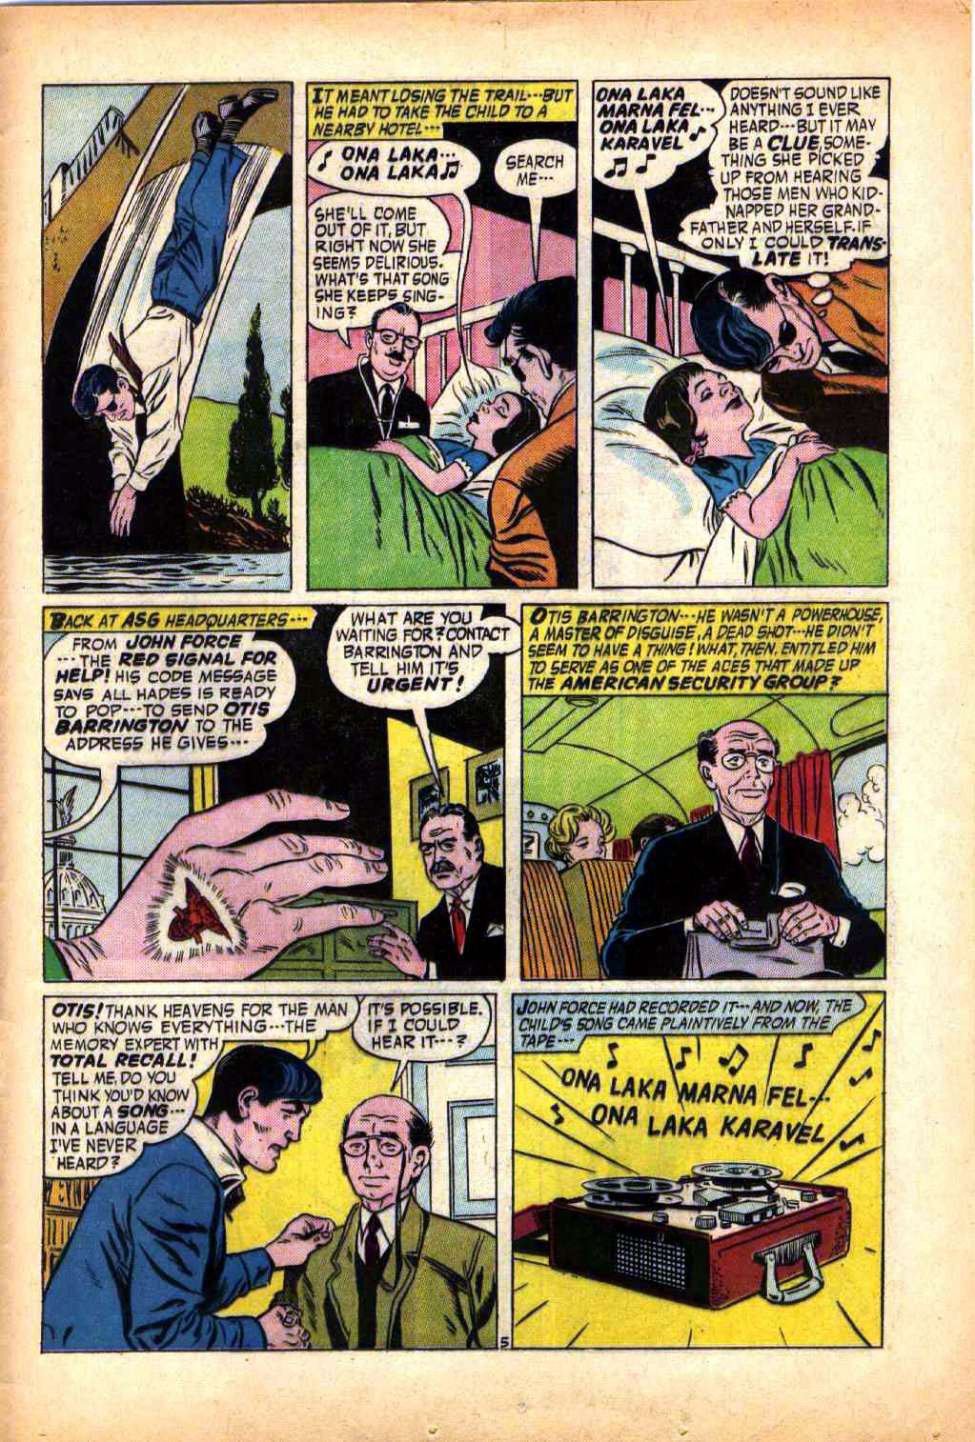 IT MEANT LOSING THE TRAIL---BUT
HE HAD TO TAKE THE CHILD TO A
NEARBY HOTEL---
ONA LAKA---
ONA LAKA
SEARCH
ME---
SHE'LL COME
OUT OF IT, BUT
RIGHT NOW SHE
SEEMS DELIRIOUS.
WHAT'S THAT SONG
SHE KEEPS SING-
ING?
ONA LAKA
MARNA FEL---
ONA LAKA
KARAVEL
DOESN'T SOUND LIKE
ANYTHING I EVER
HEARD---BUT IT MAY
BE A CLUE, SOME-
THING SHE PICKED
UP FROM HEARING
THOSE MEN WHO KID-
NAPPED HER GRAND-
FATHER AND HERSELF. IF
ONLY I COULD TRANS-
LATE IT!
BACK AT ASG HEADQUARTERS---
FROM JOHN FORCE
---THE RED SIGNAL FOR
HELP! HIS CODE MESSAGE
SAYS ALL HADES IS READY
TO POP---TO SEND OTIS
BARRINGTON TO THE
ADDRESS HE GIVES---
WHAT ARE YOU
WAITING FOR? CONTACT
BARRINGTON AND
TELL HIM IT'S
URGENT!
OTIS BARRINGTON---HE WASN'T A POWERHOUSE,
A MASTER OF DISGUISE, A DEAD SHOT---HE DIDN'T
SEEM TO HAVE A THING! WHAT, THEN, ENTITLED HIM
TO SERVE AS ONE OF THE ACES THAT MADE UP
THE AMERICAN SECURITY GROUP?
OTIS! THANK HEAVENS FOR THE MAN
WHO KNOWS EVERYTHING---THE
MEMORY EXPERT WITH
TOTAL RECALL!
TELL ME, DO YOU
THINK YOU'D KNOW
ABOUT A SONG---
IN A LANGUAGE
I'VE NEVER
HEARD?
IT'S POSSIBLE.
IF I COULD
HEAR IT---?
JOHN FORCE HAD RECORDED IT---AND NOW, THE
CHILD'S SONG CAME PLAINTIVELY FROM THE
TAPE---
ONA LAKA MARNA FEL---
ONA LAKA KARAVEL
5